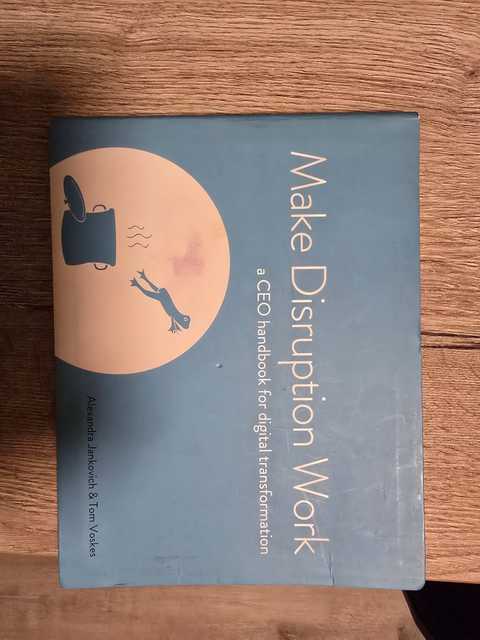 Make Disruption Work
a CEO handbook for digital transformation
Alexandra Jankovich & Tom Voskes